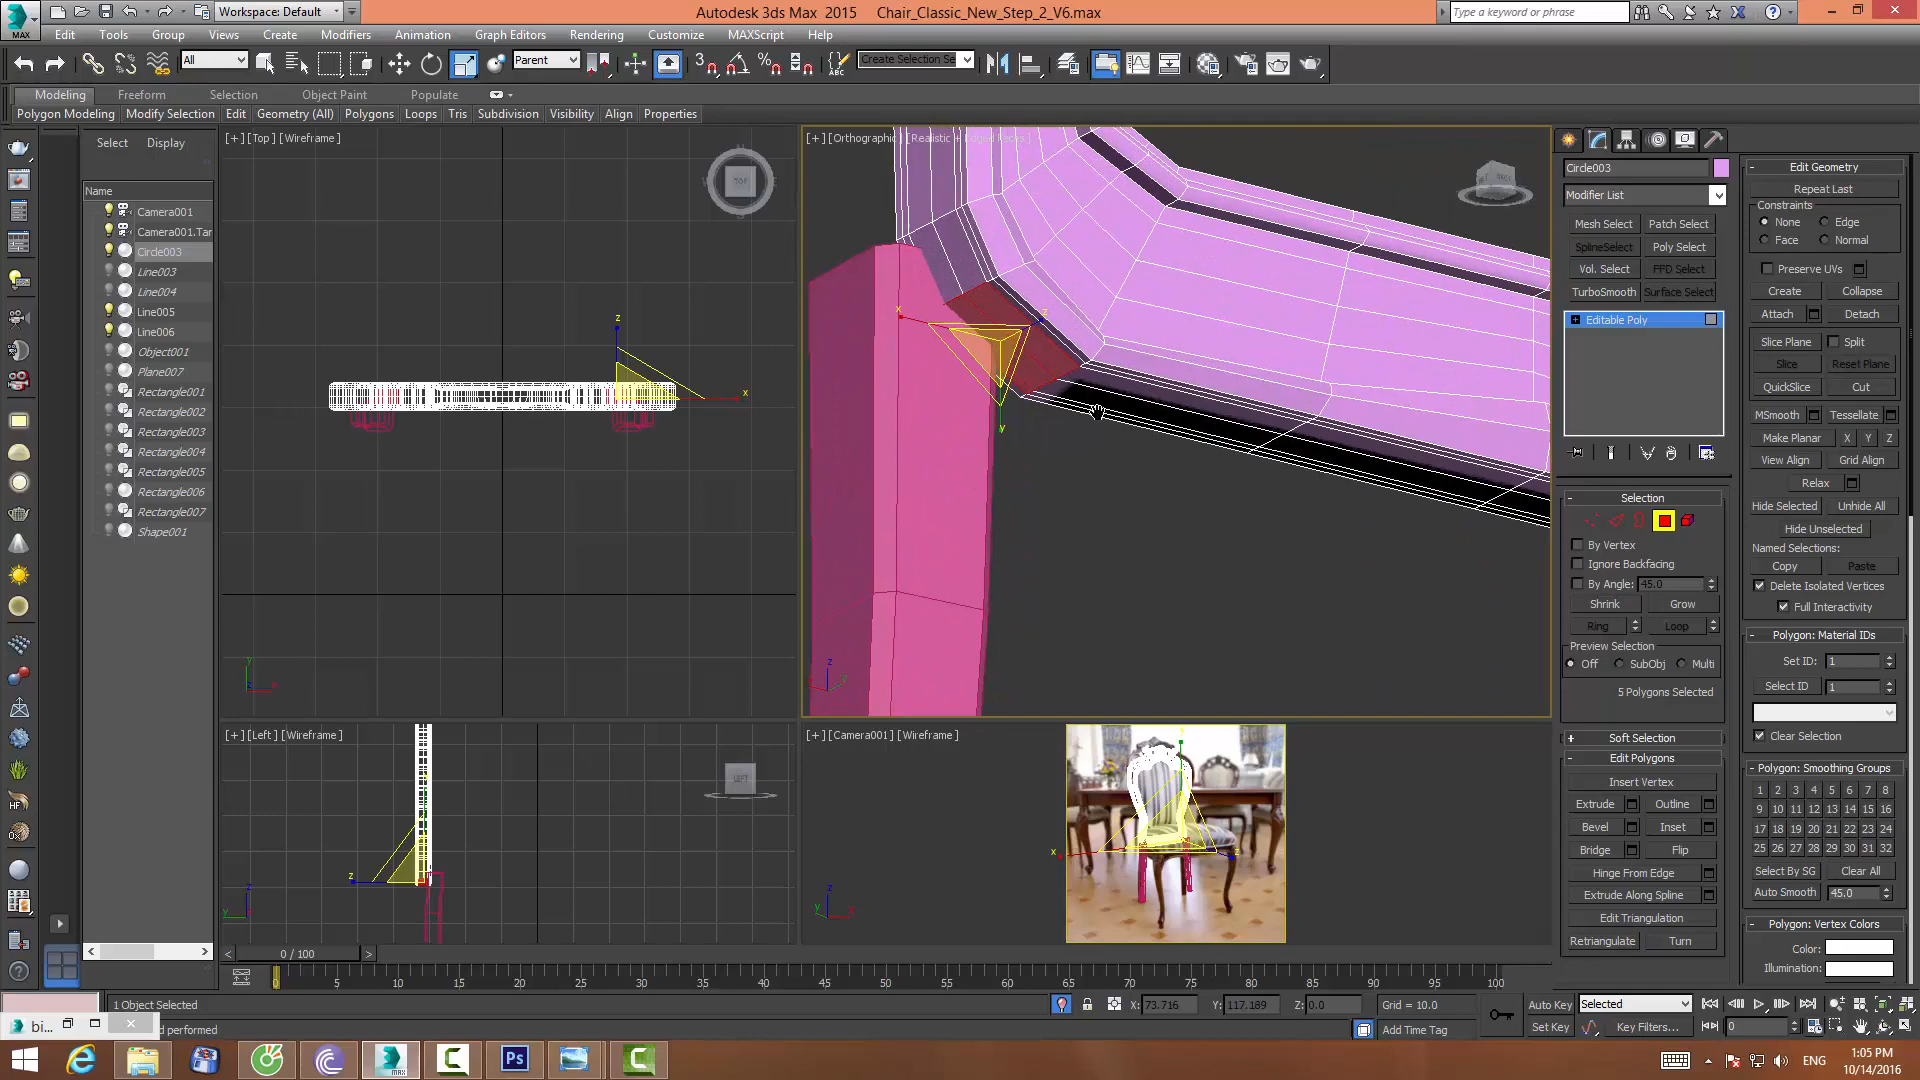 Workspace: Default
Autodesk 3ds Max 2015
Chair_Classic_New_Step_2_V6.max
Type a keyword or phrase
MAX
Edit Tools Group Views Create Modifiers Animation Graph Editors Rendering Customize MAXScript Help
All
Parent
Create Selection Se
Modeling Freeform Selection Object Paint Populate
Polygon Modeling Modify Selection Edit Geometry (All) Polygons Loops Tris Subdivision Visibility Align Properties
Select Display
Name
Camera001
Camera001.Tar
Circle003
Line003
Line004
Line005
Line006
Object001
Plane007
Rectangle001
Rectangle002
Rectangle003
Rectangle004
Rectangle005
Rectangle006
Rectangle007
Shape001
[+] [Top] [Wireframe]
TOP
[+] [Orthographic] [Realistic + Edged Faces]
[+] [Left] [Wireframe]
LEFT
[+] [Camera001] [Wireframe]
Circle003
Modifier List
Mesh Select Patch Select
SplineSelect Poly Select
Vol. Select FFD Select
TurboSmooth Surface Select
Editable Poly
Selection
By Vertex
Ignore Backfacing
By Angle: 45.0
Shrink Grow
Ring Loop
Preview Selection
Off SubObj Multi
5 Polygons Selected
Soft Selection
Edit Polygons
Insert Vertex
Extrude Outline
Bevel Inset
Bridge Flip
Hinge From Edge
Extrude Along Spline
Edit Triangulation
Retriangulate Turn
Edit Geometry
Repeat Last
Constraints
None Edge
Face Normal
Preserve UVs
Create Collapse
Attach Detach
Slice Plane Split
Slice Reset Plane
QuickSlice Cut
MSmooth Tessellate
Make Planar X Y Z
View Align Grid Align
Relax
Hide Selected Unhide All
Hide Unselected
Named Selections:
Copy Paste
Delete Isolated Vertices
Full Interactivity
Polygon: Material IDs
Set ID: 1
Select ID 1
Clear Selection
Polygon: Smoothing Groups
1 2 3 4 5 6 7 8
9 10 11 12 13 14 15 16
17 18 19 20 21 22 23 24
25 26 27 28 29 30 31 32
Select By SG Clear All
Auto Smooth 45.0
Polygon: Vertex Colors
Color:
Illumination:
0 / 100
0 5 10 15 20 25 30 35 40 45 50 55 60 65 70 75 80 85 90 95 100
1 Object Selected
X: 73.716 Y: 117.189 Z: 0.0
Grid = 10.0
Auto Key Selected
bi...
d performed
Add Time Tag
Set Key Key Filters... 0
Ps
ENG
1:05 PM
10/14/2016